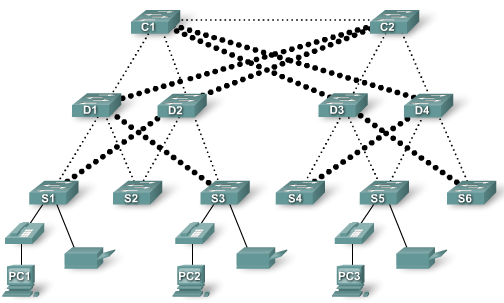 C1 C2
D1 D2 D3 D4
S1 S2 S3 S4 S5 S6
PC1 PC2 PC3